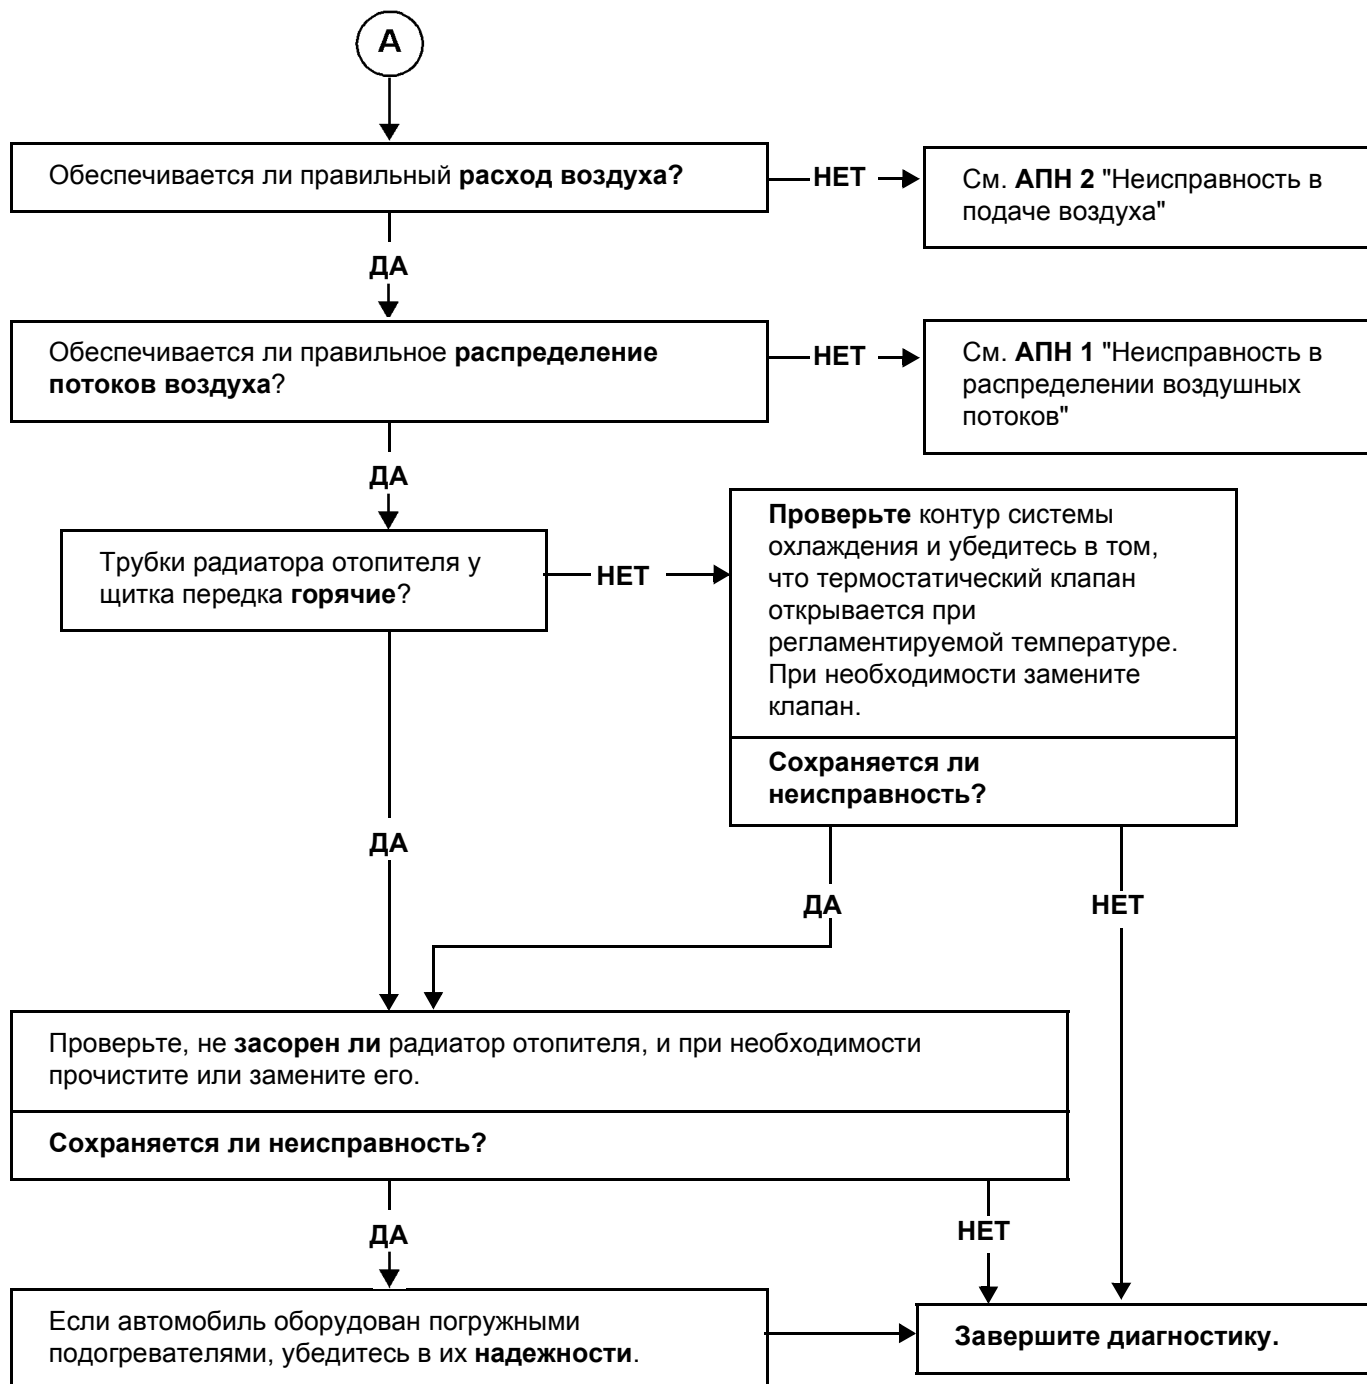 А
Обеспечивается ли правильный расход воздуха?
НЕТ
См. АПН 2 "Неисправность в
подаче воздуха"
ДА
Обеспечивается ли правильное распределение
потоков воздуха?
НЕТ
См. АПН 1 "Неисправность в
распределении воздушных
потоков"
ДА
Трубки радиатора отопителя у
щитка передка горячие?
НЕТ
Проверьте контур системы
охлаждения и убедитесь в том,
что термостатический клапан
открывается при
регламентируемой температуре.
При необходимости замените
клапан.
Сохраняется ли
неисправность?
ДА
ДА
НЕТ
Проверьте, не засорен ли радиатор отопителя, и при необходимости
прочистите или замените его.
Сохраняется ли неисправность?
ДА
НЕТ
Если автомобиль оборудован погружными
подогревателями, убедитесь в их надежности.
Завершите диагностику.